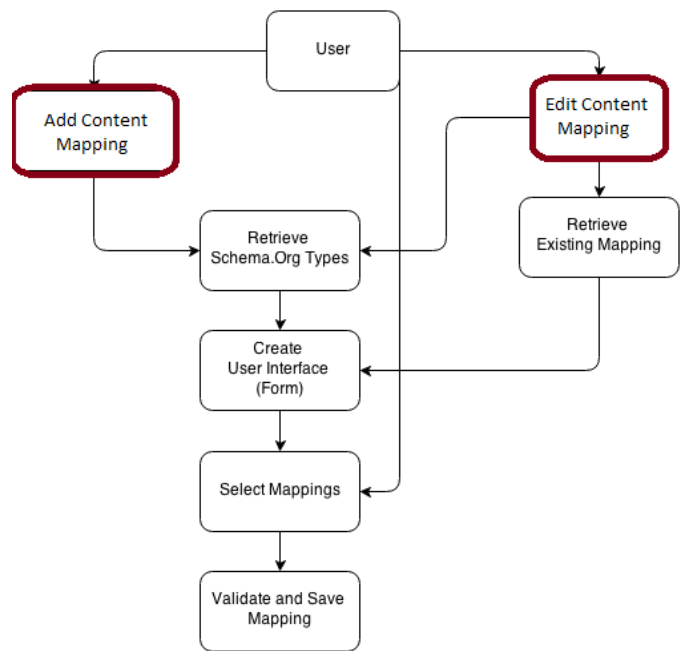 User
Add Content
Mapping
Edit Content
Mapping
Retrieve
Schema.Org Types
Retrieve
Existing Mapping
Create
User Interface
(Form)
Select Mappings
Validate and Save
Mapping